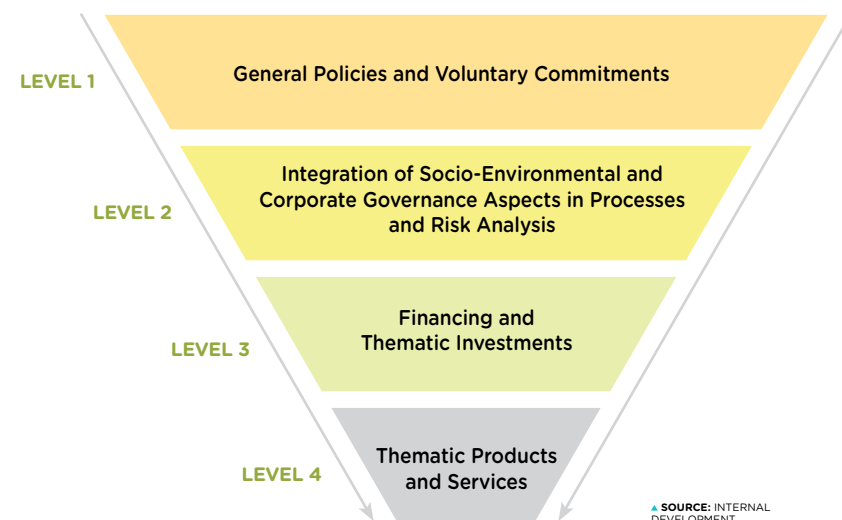 LEVEL 1
General Policies and Voluntary Commitments
LEVEL 2
Integration of Socio-Environmental and
Corporate Governance Aspects in Processes
and Risk Analysis
LEVEL 3
Financing and
Thematic Investments
LEVEL 4
Thematic Products
and Services
▲ SOURCE: INTERNAL
DEVELOPMENT